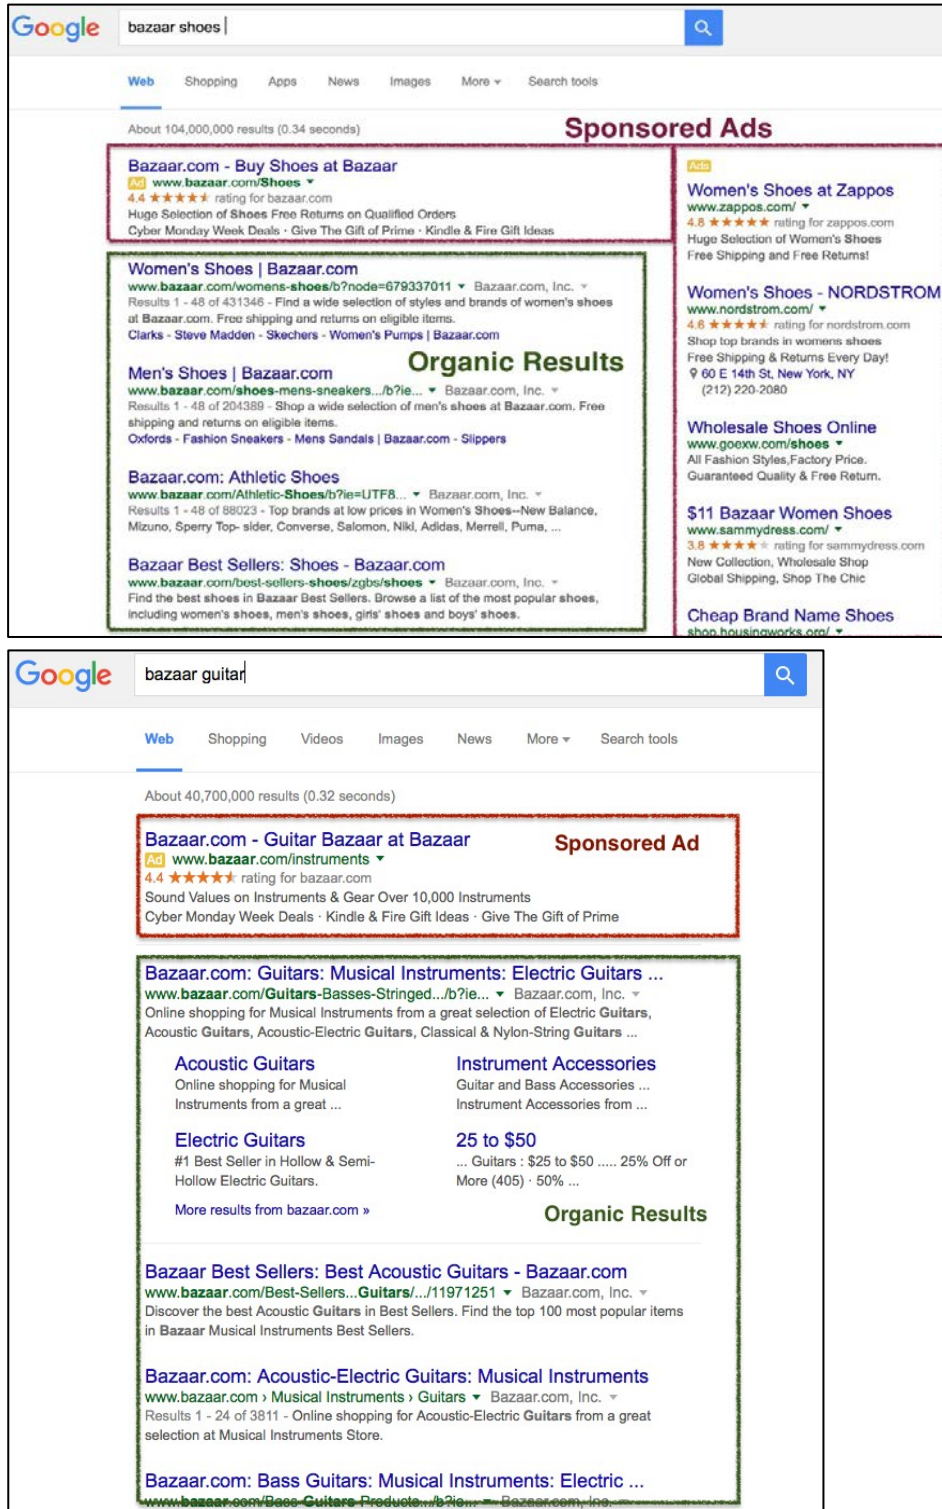 Google
bazaar shoes
Web Shopping Apps News Images More Search tools
About 104,000,000 results (0.34 seconds)
Sponsored Ads
Bazaar.com - Buy Shoes at Bazaar
Ad www.bazaar.com/Shoes
4.4 ★★★★★ rating for bazaar.com
Huge Selection of Shoes Free Returns on Qualified Orders
Cyber Monday Week Deals · Give The Gift of Prime · Kindle & Fire Gift Ideas
Women's Shoes | Bazaar.com
www.bazaar.com/womens-shoes/b?node=679337011 Bazaar.com, Inc.
Results 1 - 48 of 431346 - Find a wide selection of styles and brands of women's shoes
at Bazaar.com. Free shipping and returns on eligible items.
Clarks - Steve Madden - Skechers - Women's Pumps | Bazaar.com
Organic Results
Men's Shoes | Bazaar.com
www.bazaar.com/shoes-mens-sneakers.../b?ie... Bazaar.com, Inc.
Results 1 - 48 of 204389 - Shop a wide selection of men's shoes at Bazaar.com. Free
shipping and returns on eligible items.
Oxfords - Fashion Sneakers - Mens Sandals | Bazaar.com - Slippers
Bazaar.com: Athletic Shoes
www.bazaar.com/Athletic-Shoes/b?ie=UTF8... Bazaar.com, Inc.
Results 1 - 48 of 88023 - Top brands at low prices in Women's Shoes--New Balance,
Mizuno, Sperry Top- sider, Converse, Salomon, Niki, Adidas, Merrell, Puma, ...
Bazaar Best Sellers: Shoes - Bazaar.com
www.bazaar.com/best-sellers-shoes/zgbs/shoes Bazaar.com, Inc.
Find the best shoes in Bazaar Best Sellers. Browse a list of the most popular shoes,
including women's shoes, men's shoes, girls' shoes and boys' shoes.
Ads
Women's Shoes at Zappos
www.zappos.com/
4.8 ★★★★★ rating for zappos.com
Huge Selection of Women's Shoes
Free Shipping and Free Returns!
Women's Shoes - NORDSTROM
www.nordstrom.com/
4.6 ★★★★★ rating for nordstrom.com
Shop top brands in womens shoes
Free Shipping & Returns Every Day!
60 E 14th St, New York, NY
(212) 220-2080
Wholesale Shoes Online
www.goexw.com/shoes
All Fashion Styles,Factory Price.
Guaranteed Quality & Free Return.
$11 Bazaar Women Shoes
www.sammydress.com/
3.8 ★★★★★ rating for sammydress.com
New Collection, Wholesale Shop
Global Shipping, Shop The Chic
Cheap Brand Name Shoes
shop.housingworks.org/
Google
bazaar guitar
Web Shopping Videos Images News More Search tools
About 40,700,000 results (0.32 seconds)
Bazaar.com - Guitar Bazaar at Bazaar
Sponsored Ad
Ad www.bazaar.com/instruments
4.4 ★★★★★ rating for bazaar.com
Sound Values on Instruments & Gear Over 10,000 Instruments
Cyber Monday Week Deals · Kindle & Fire Gift Ideas · Give The Gift of Prime
Bazaar.com: Guitars: Musical Instruments: Electric Guitars ...
www.bazaar.com/Guitars-Basses-Stringed.../b?ie... Bazaar.com, Inc.
Online shopping for Musical Instruments from a great selection of Electric Guitars,
Acoustic Guitars, Acoustic-Electric Guitars, Classical & Nylon-String Guitars ...
Acoustic Guitars
Online shopping for Musical
Instruments from a great ...
Instrument Accessories
Guitar and Bass Accessories ...
Instrument Accessories from ...
Electric Guitars
#1 Best Seller in Hollow & Semi-
Hollow Electric Guitars.
25 to $50
... Guitars : $25 to $50 ..... 25% Off or
More (405) · 50% ...
More results from bazaar.com »
Organic Results
Bazaar Best Sellers: Best Acoustic Guitars - Bazaar.com
www.bazaar.com/Best-Sellers...Guitars/.../11971251 Bazaar.com, Inc.
Discover the best Acoustic Guitars in Best Sellers. Find the top 100 most popular items
in Bazaar Musical Instruments Best Sellers.
Bazaar.com: Acoustic-Electric Guitars: Musical Instruments
www.bazaar.com › Musical Instruments › Guitars Bazaar.com, Inc.
Results 1 - 24 of 3811 - Online shopping for Acoustic-Electric Guitars from a great
selection at Musical Instruments Store.
Bazaar.com: Bass Guitars: Musical Instruments: Electric ...
www.bazaar.com/Bass-Guitars-Products.../b?ie... Bazaar.com, Inc.